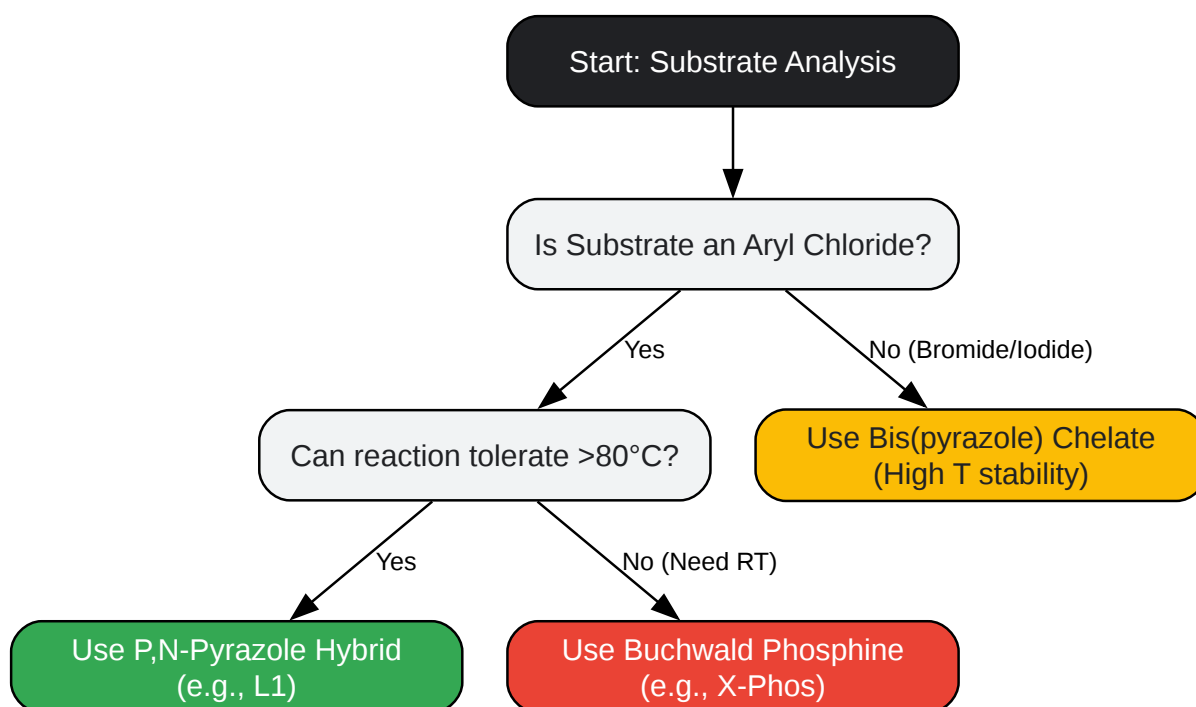 Start: Substrate Analysis
Is Substrate an Aryl Chloride?
Yes
No (Bromide/Iodide)
Can reaction tolerate >80°C?
Use Bis(pyrazole) Chelate
(High T stability)
Yes
No (Need RT)
Use P,N-Pyrazole Hybrid
(e.g., L1)
Use Buchwald Phosphine
(e.g., X-Phos)